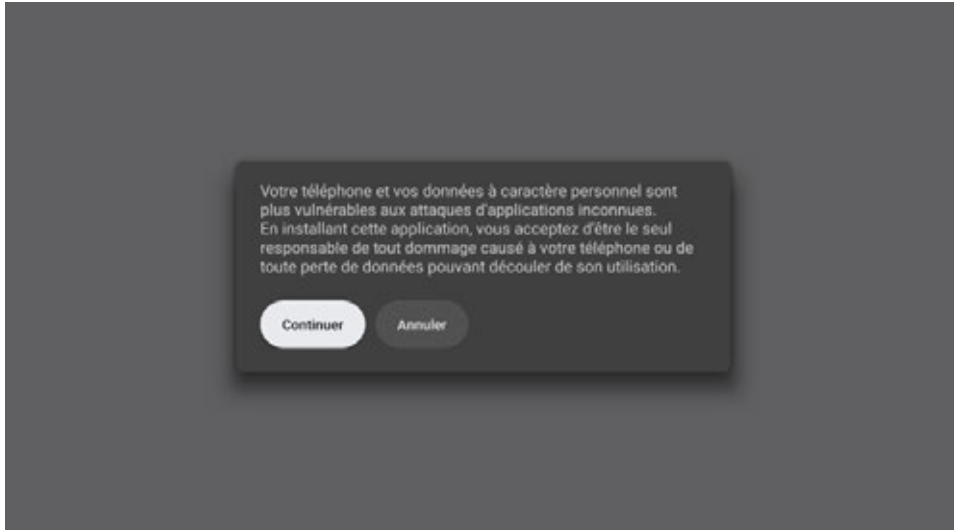 Votre téléphone et vos données à caractère personnel sont
plus vulnérables aux attaques d'applications inconnues.
En installant cette application, vous acceptez d'être le seul
responsable de tout dommage causé à votre téléphone ou de
toute perte de données pouvant découler de son utilisation.
Continuer
Annuler